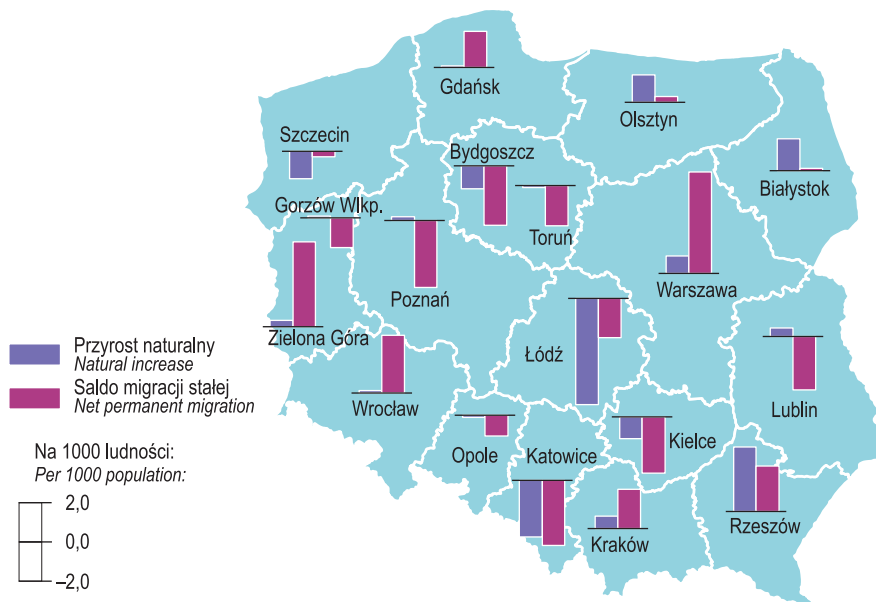 Gdańsk
Olsztyn
Szczecin
Bydgoszcz
Białystok
Gorzów Wlkp.
Toruń
Warszawa
Poznań
Zielona Góra
Łódź
Przyrost naturalny
Natural increase
Saldo migracji stałej
Net permanent migration
Wrocław
Lublin
Na 1000 ludności:
Per 1000 population:
Opole
Katowice
Kielce
2,0
0,0
–2,0
Kraków
Rzeszów